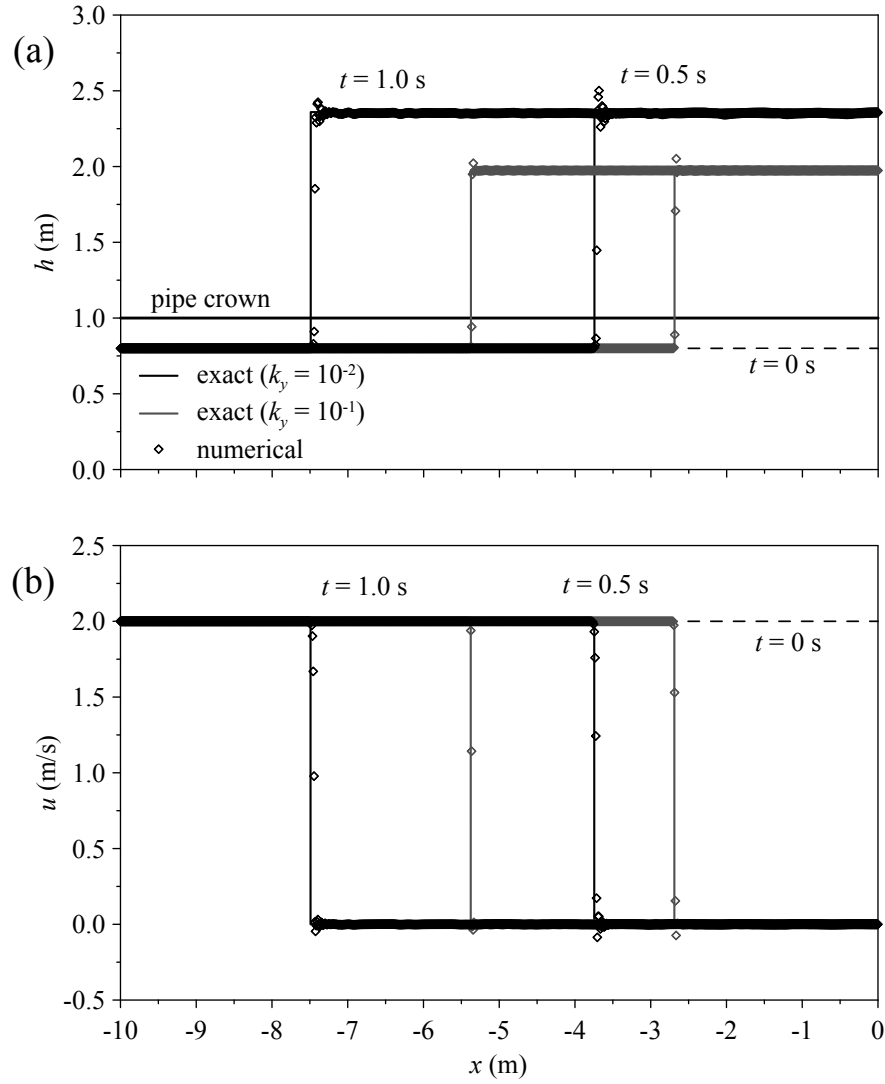 (a)
3.0
2.5
2.0
1.5
1.0
0.5
0.0
h (m)
t = 1.0 s
t = 0.5 s
pipe crown
t = 0 s
exact (k_y = 10^-2)
exact (k_y = 10^-1)
numerical
(b)
2.5
2.0
1.5
1.0
0.5
0.0
-0.5
u (m/s)
t = 1.0 s
t = 0.5 s
t = 0 s
-10 -9 -8 -7 -6 -5 -4 -3 -2 -1 0
x (m)